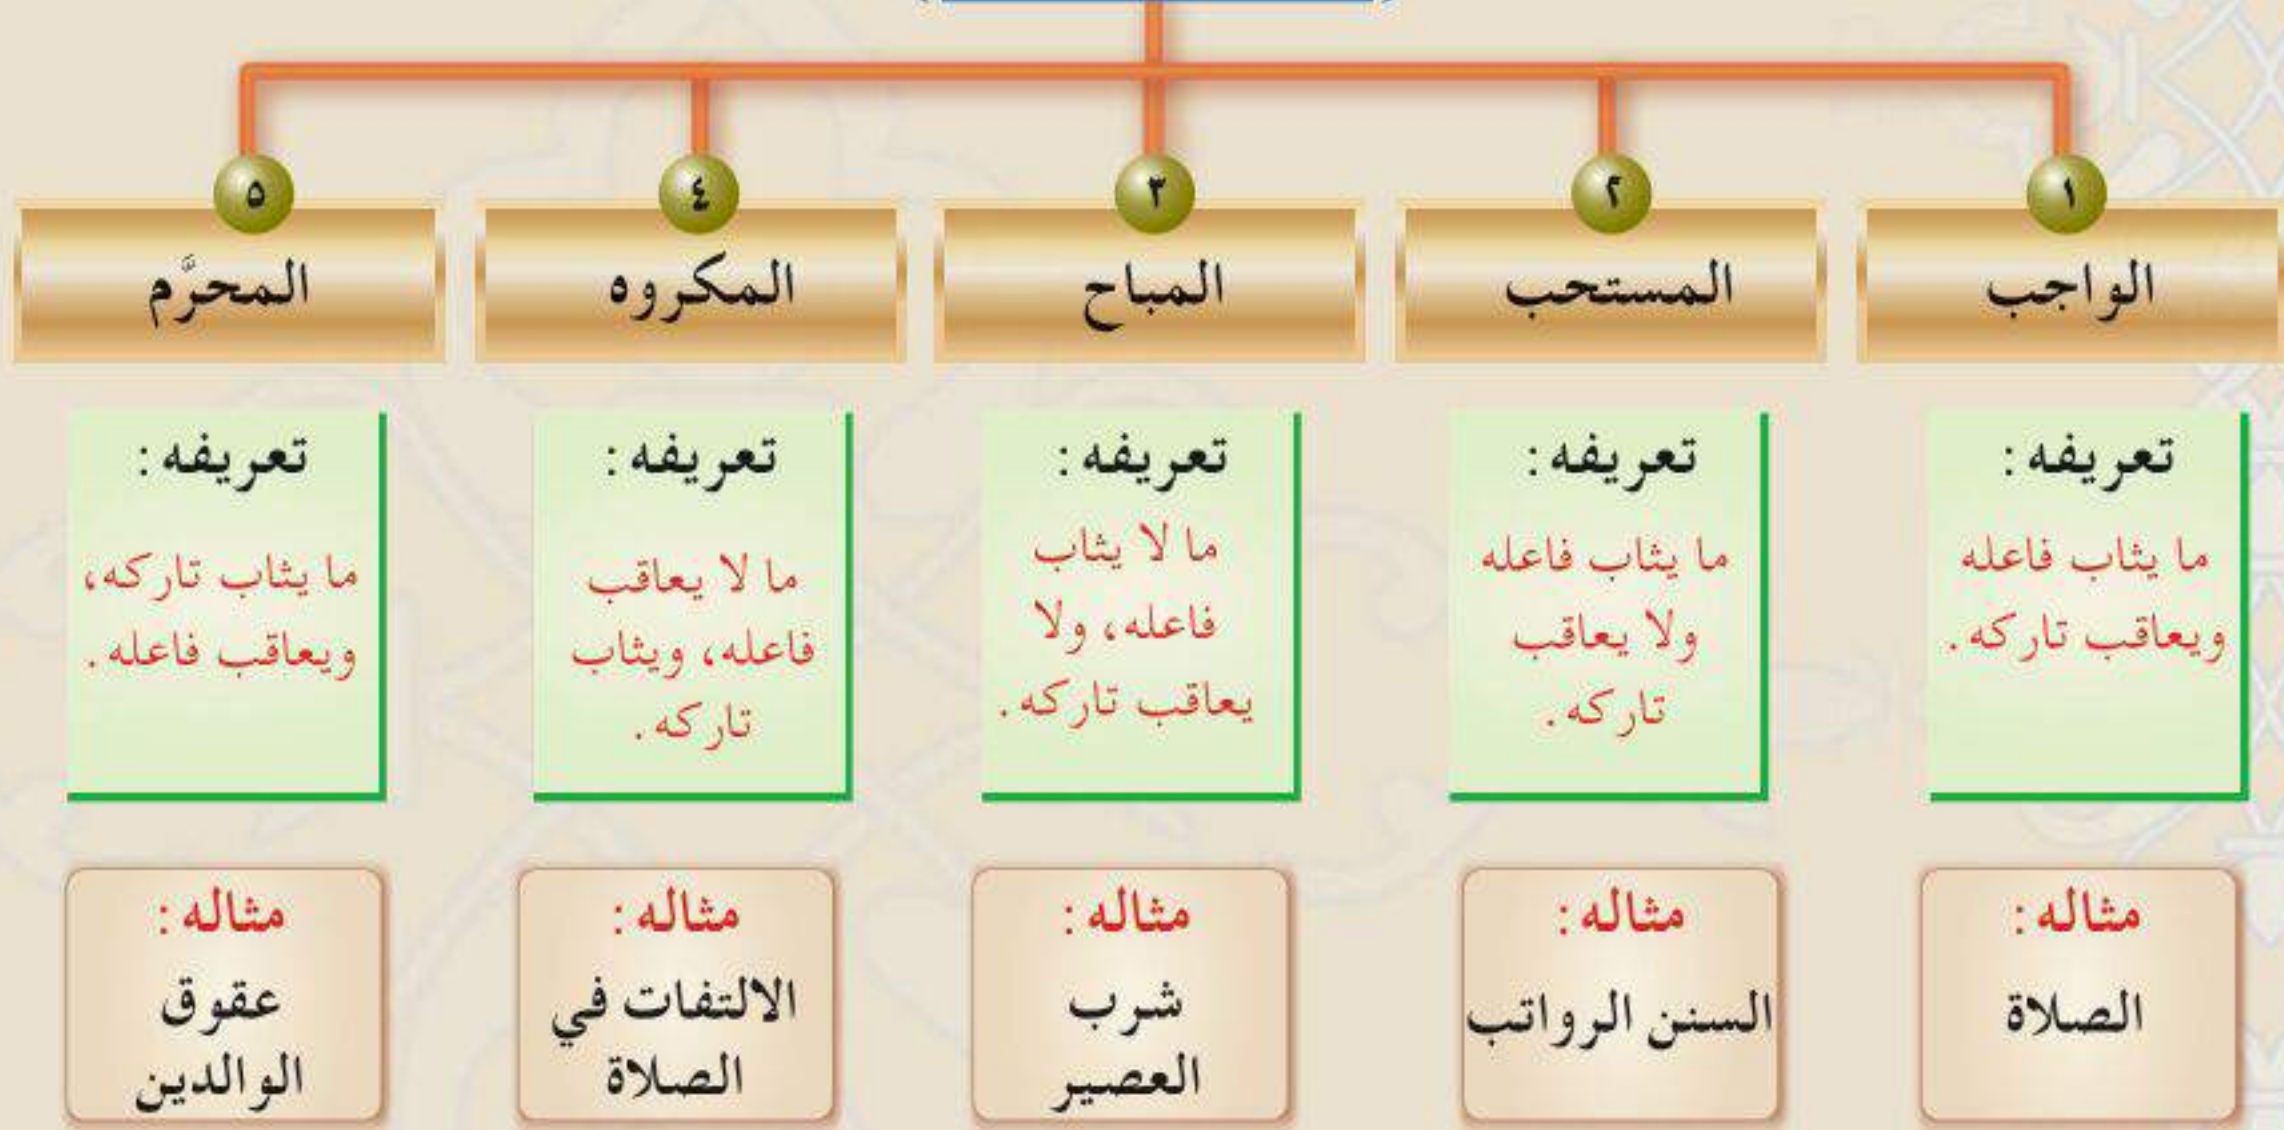 ١
الواجب
تعريفه:
ما يثاب فاعله
ويعاقب تاركه.
مثاله:
الصلاة
٢
المستحب
تعريفه:
ما يثاب فاعله
ولا يعاقب
تاركه.
مثاله:
السنن الرواتب
٣
المباح
تعريفه:
ما لا يثاب
فاعله، ولا
يعاقب تاركه.
مثاله:
شرب
العصير
٤
المكروه
تعريفه:
ما لا يعاقب
فاعله، ويثاب
تاركه.
مثاله:
الالتفات في
الصلاة
٥
المحرَّم
تعريفه:
ما يثاب تاركه،
ويعاقب فاعله.
مثاله:
عقوق
الوالدين